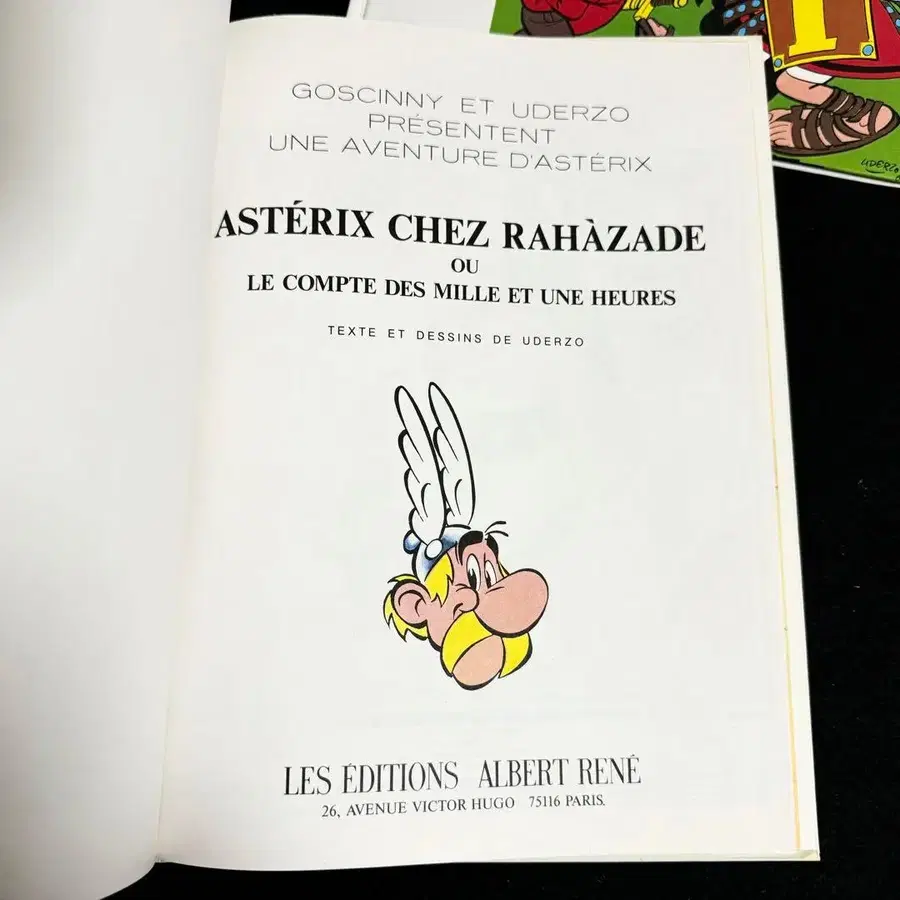 GOSCINNY ET UDERZO
PRÉSENTENT
UNE AVENTURE D'ASTÉRIX
ASTÉRIX CHEZ RAHÀZADE
OU
LE COMPTE DES MILLE ET UNE HEURES
TEXTE ET DESSINS DE UDERZO
LES ÉDITIONS ALBERT RENÉ
26, AVENUE VICTOR HUGO 75116 PARIS.
UDERZO